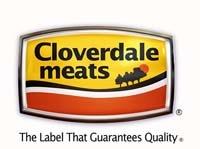 Cloverdale
meats
®
The Label That Guarantees Quality ®